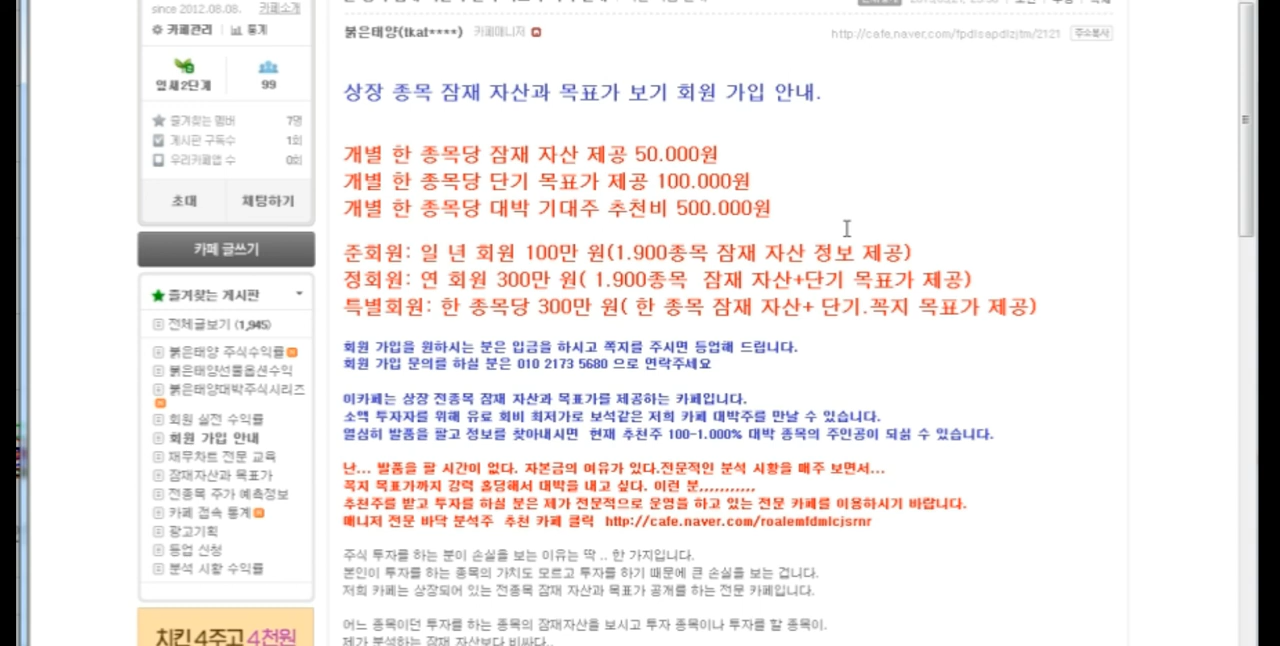 since 2012.08.08. 카페소개
카페관리 통계
잎새2단계 99
즐겨찾는 멤버 7명
게시판 구독수 1회
우리카페앱 수 0회
초대 채팅하기
카페 글쓰기
즐겨찾는 게시판
전체글보기 (1,945)
붉은태양 주식수익률
붉은태양선물옵션수익
붉은태양대박주식시리즈
회원 실전 수익률
회원 가입 안내
재무차트 전문 교육
잠재자산과 목표가
전종목 주가 예측정보
카페 접속 통계
광고기획
등업 신청
분석 시황 수익률
치킨 4주고 4천원
붉은태양(tkat****) 카페매니저
http://cafe.naver.com/fpdlsapdlzjtm/2121 주소복사
상장 종목 잠재 자산과 목표가 보기 회원 가입 안내.
개별 한 종목당 잠재 자산 제공 50.000원
개별 한 종목당 단기 목표가 제공 100.000원
개별 한 종목당 대박 기대주 추천비 500.000원
준회원: 일 년 회원 100만 원(1.900종목 잠재 자산 정보 제공)
정회원: 연 회원 300만 원( 1.900종목 잠재 자산+단기 목표가 제공)
특별회원: 한 종목당 300만 원( 한 종목 잠재 자산+ 단기.꼭지 목표가 제공)
회원 가입을 원하시는 분은 입금을 하시고 쪽지를 주시면 등업해 드립니다.
회원 가입 문의를 하실 분은 010 2173 5680 으로 연락주세요
이카페는 상장 전종목 잠재 자산과 목표가를 제공하는 카페입니다.
소액 투자자를 위해 유료 회비 최저가로 보석같은 저희 카페 대박주를 만날 수 있습니다.
열심히 발품을 팔고 정보를 찾아내시면 현재 추천주 100-1.000% 대박 종목의 주인공이 되실 수 있습니다.
난... 발품을 팔 시간이 없다. 자본금의 여유가 있다.전문적인 분석 시황을 매주 보면서...
꼭지 목표가까지 강력 홀딩해서 대박을 내고 싶다. 이런 분,,,,,,,,,,,
추천주를 받고 투자를 하실 분은 제가 전문적으로 운영을 하고 있는 전문 카페를 이용하시기 바랍니다.
매니저 전문 바닥 분석주 추천 카페 클릭 http://cafe.naver.com/roalemfdmlcjsrnr
주식 투자를 하는 분이 손실을 보는 이유는 딱 .. 한 가지입니다.
본인이 투자를 하는 종목의 가치도 모르고 투자를 하기 때문에 큰 손실을 보는 겁니다.
저희 카페는 상장되어 있는 전종목 잠재 자산과 목표가 공개를 하는 전문 카페입니다.
어느 종목이던 투자를 하는 종목의 잠재자산을 보시고 투자 종목이나 투자를 할 종목이.
제가 분석하는 잠재 자산보다 비싸다..